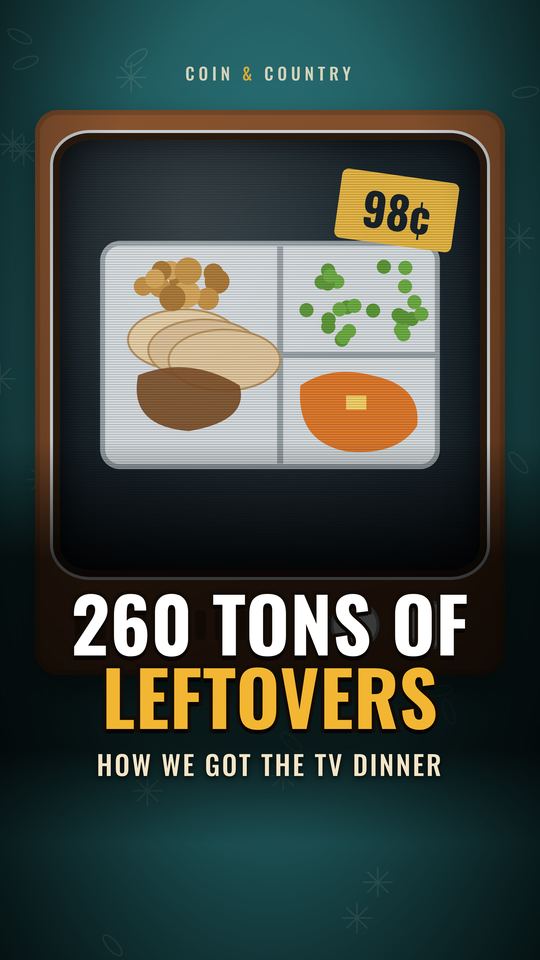 COIN & COUNTRY
98¢
260 TONS OF
LEFTOVERS
HOW WE GOT THE TV DINNER